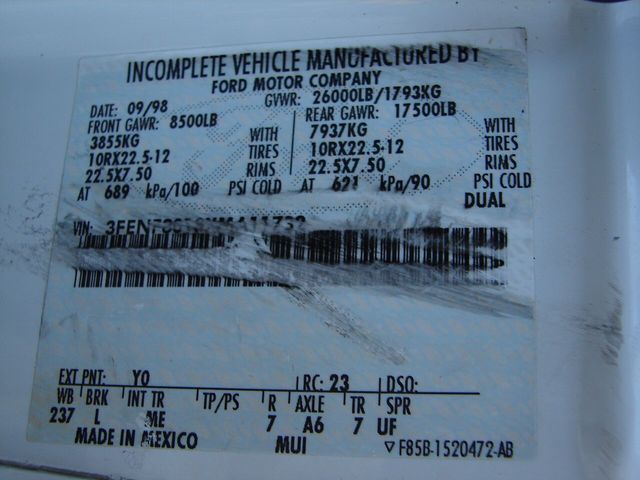 INCOMPLETE VEHICLE MANUFACTURED BY
FORD MOTOR COMPANY
DATE: 09/98 GVWR: 26000LB/1793KG
FRONT GAWR: 8500LB REAR GAWR: 17500LB
3855KG WITH 7937KG WITH
10RX22.5-12 TIRES 10RX22.5-12 TIRES
22.5X7.50 RIMS 22.5X7.50 RIMS
AT 689 kPa/100 PSI COLD AT 621 kPa/90 PSI COLD
DUAL
VIN:
EXT PNT: YO RC: 23 DSO:
WB BRK INT TR TP/PS R AXLE TR SPR
237 L ME 7 A6 7 UF
MADE IN MEXICO MUI ▽ F85B-1520472-AB